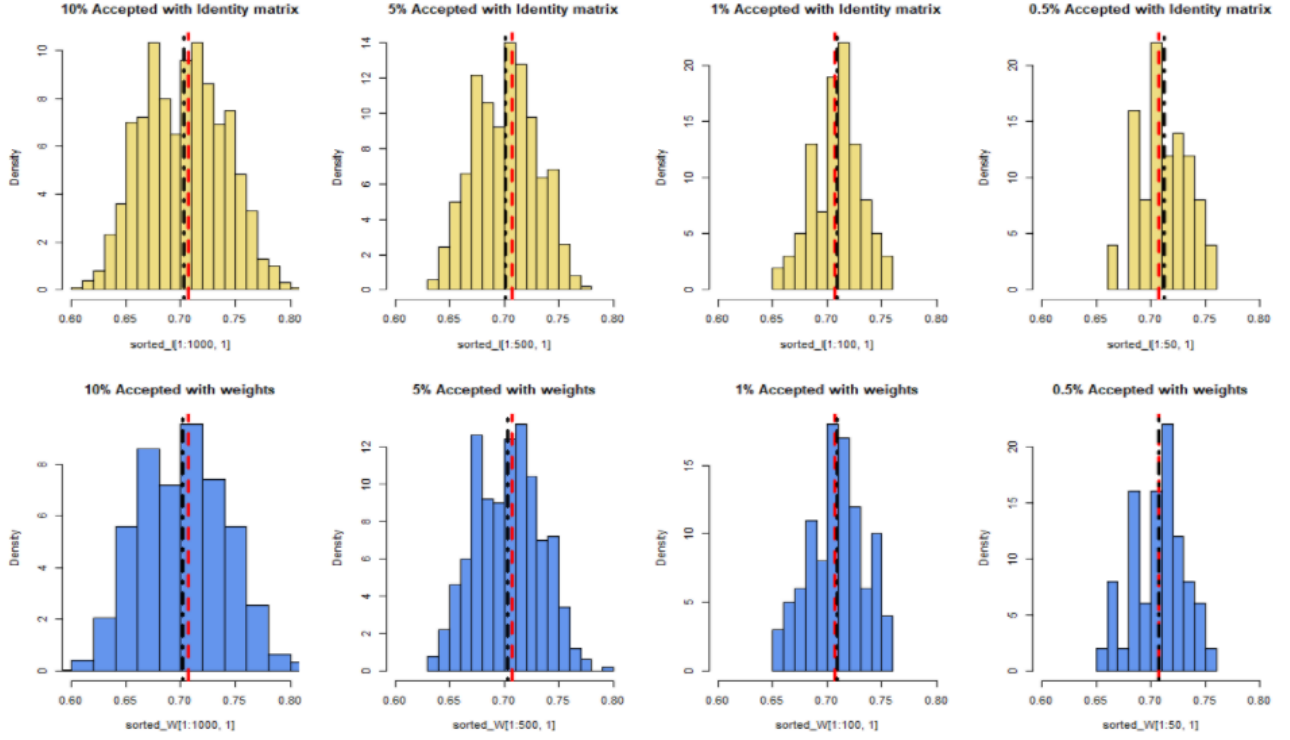 10% Accepted with Identity matrix
5% Accepted with Identity matrix
1% Accepted with Identity matrix
0.5% Accepted with Identity matrix
Density
0 2 4 6 8 10
0.60 0.65 0.70 0.75 0.80
sorted_I[1:1000, 1]
Density
0 2 4 6 8 10 12 14
0.60 0.65 0.70 0.75 0.80
sorted_I[1:500, 1]
Density
0 5 10 15 20
0.60 0.65 0.70 0.75 0.80
sorted_I[1:100, 1]
Density
0 5 10 15 20
0.60 0.65 0.70 0.75 0.80
sorted_I[1:50, 1]
10% Accepted with weights
5% Accepted with weights
1% Accepted with weights
0.5% Accepted with weights
Density
0 2 4 6 8
0.60 0.65 0.70 0.75 0.80
sorted_W[1:1000, 1]
Density
0 2 4 6 8 10 12
0.60 0.65 0.70 0.75 0.80
sorted_W[1:500, 1]
Density
0 5 10 15
0.60 0.65 0.70 0.75 0.80
sorted_W[1:100, 1]
Density
0 5 10 15 20
0.60 0.65 0.70 0.75 0.80
sorted_W[1:50, 1]